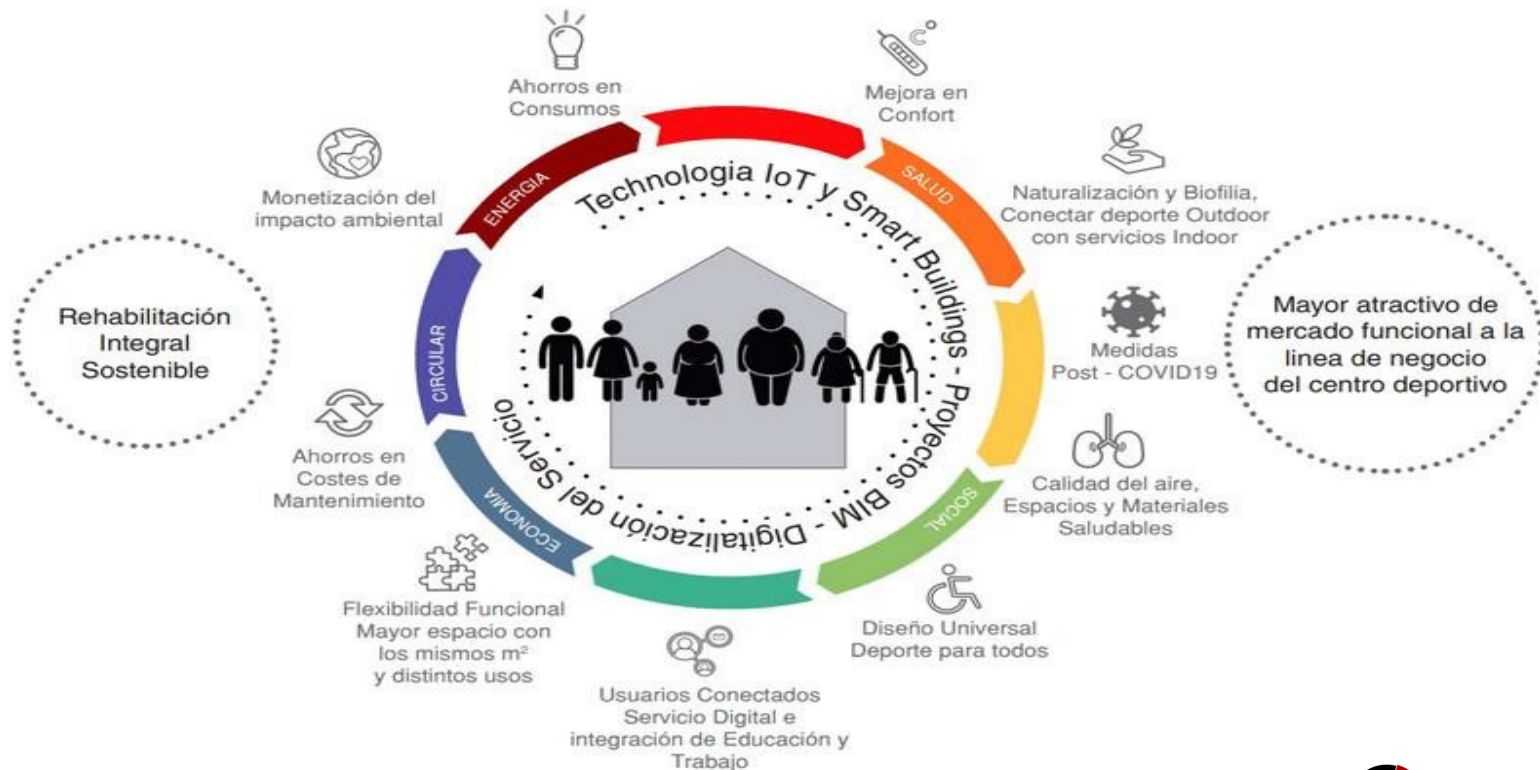 Ahorros en
Consumos
Mejora en
Confort
Monetización del
impacto ambiental
Naturalización y Biofilia,
Conectar deporte Outdoor
con servicios Indoor
ENERGIA
SALUD
Technologia IoT y Smart Buildings - Proyectos BIM - Digitalización del Servicio
Rehabilitación
Integral
Sostenible
CIRCULAR
Medidas
Post - COVID19
Mayor atractivo de
mercado funcional a la
linea de negocio
del centro deportivo
Ahorros en
Costes de
Mantenimiento
ECONOMIA
SOCIAL
Calidad del aire,
Espacios y Materiales
Saludables
Flexibilidad Funcional
Mayor espacio con
los mismos m²
y distintos usos
Diseño Universal
Deporte para todos
Usuarios Conectados
Servicio Digital e
integración de Educación y
Trabajo